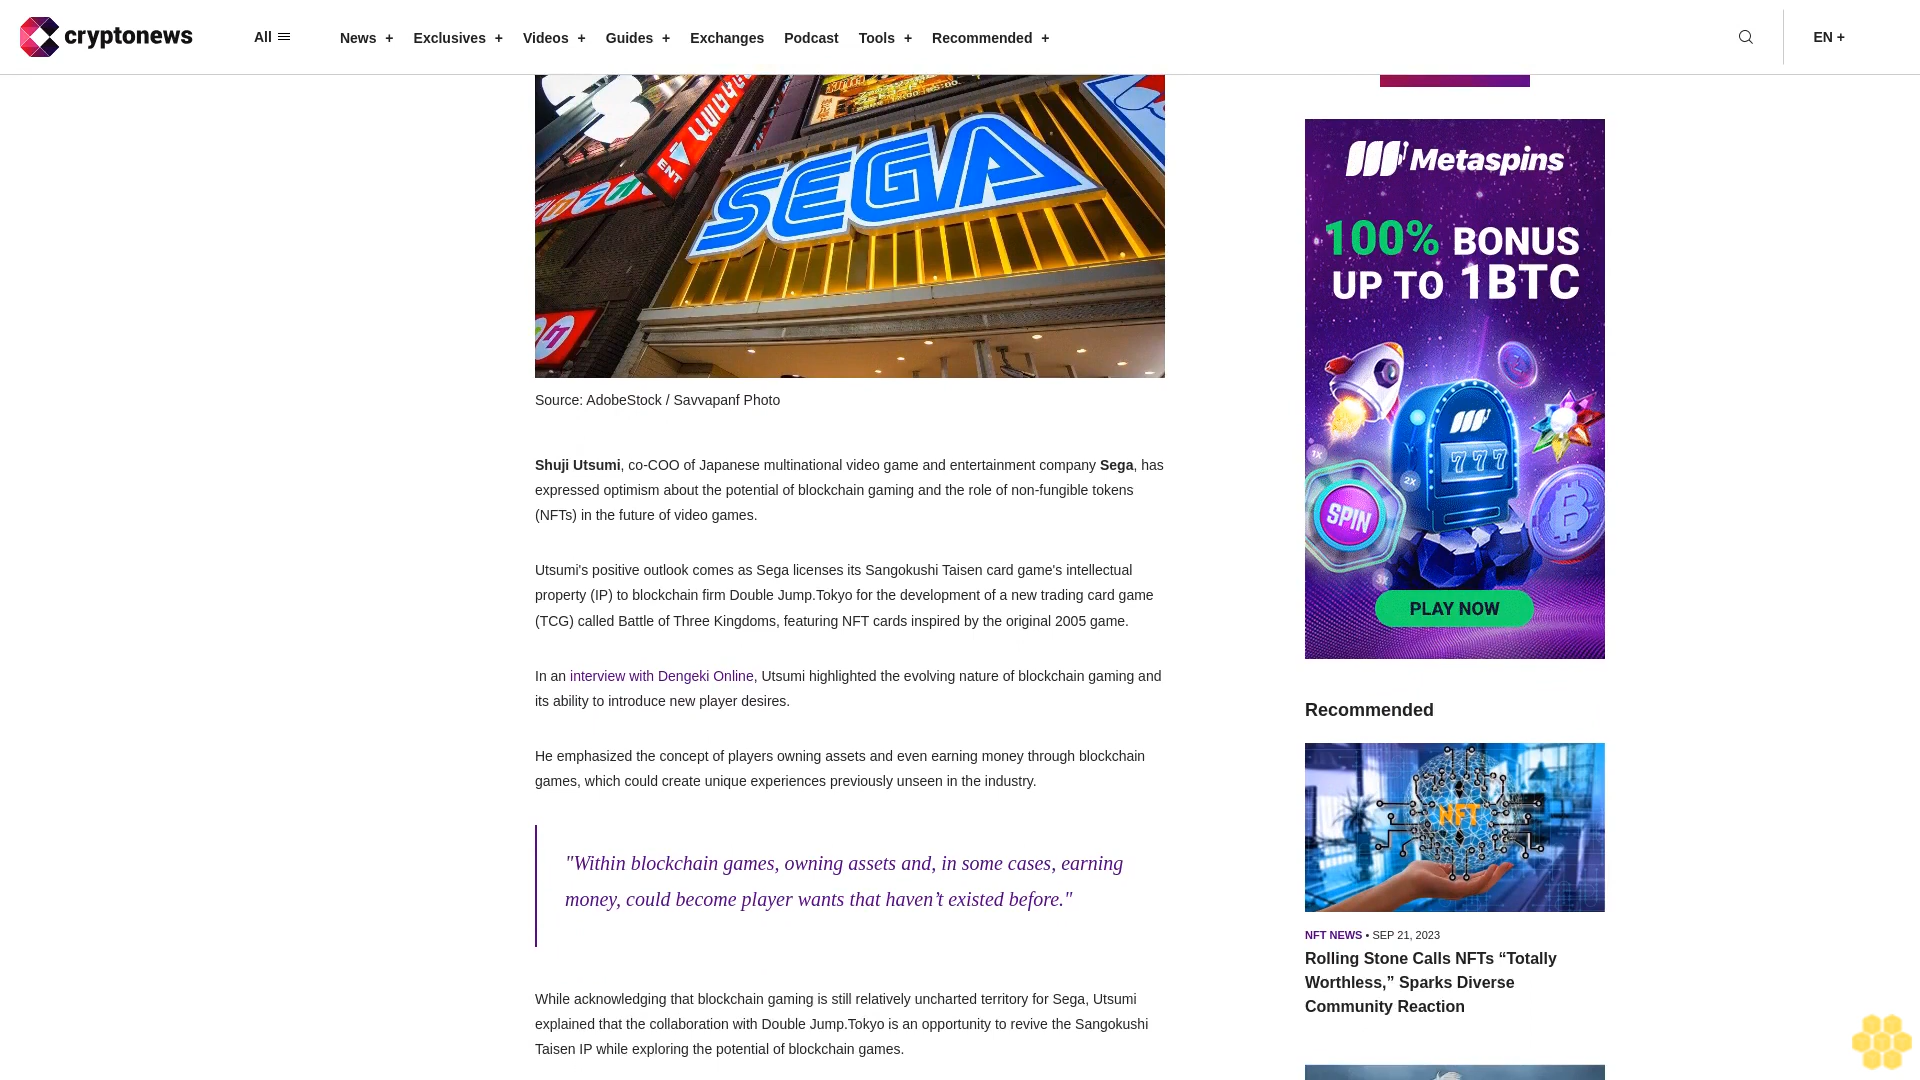 cryptonews
All
News +
Exclusives +
Videos +
Guides +
Exchanges
Podcast
Tools +
Recommended +
EN +
SEGA
ENT
Source: AdobeStock / Savvapanf Photo
Shuji Utsumi, co-COO of Japanese multinational video game and entertainment company Sega, has
expressed optimism about the potential of blockchain gaming and the role of non-fungible tokens
(NFTs) in the future of video games.
Utsumi's positive outlook comes as Sega licenses its Sangokushi Taisen card game's intellectual
property (IP) to blockchain firm Double Jump.Tokyo for the development of a new trading card game
(TCG) called Battle of Three Kingdoms, featuring NFT cards inspired by the original 2005 game.
In an interview with Dengeki Online, Utsumi highlighted the evolving nature of blockchain gaming and
its ability to introduce new player desires.
He emphasized the concept of players owning assets and even earning money through blockchain
games, which could create unique experiences previously unseen in the industry.
"Within blockchain games, owning assets and, in some cases, earning
money, could become player wants that haven’t existed before."
While acknowledging that blockchain gaming is still relatively uncharted territory for Sega, Utsumi
explained that the collaboration with Double Jump.Tokyo is an opportunity to revive the Sangokushi
Taisen IP while exploring the potential of blockchain games.
Metaspins
100% BONUS
UP TO 1BTC
777
1X
2X
SPIN
3X
PLAY NOW
Recommended
NFT
NFT NEWS • SEP 21, 2023
Rolling Stone Calls NFTs “Totally
Worthless,” Sparks Diverse
Community Reaction